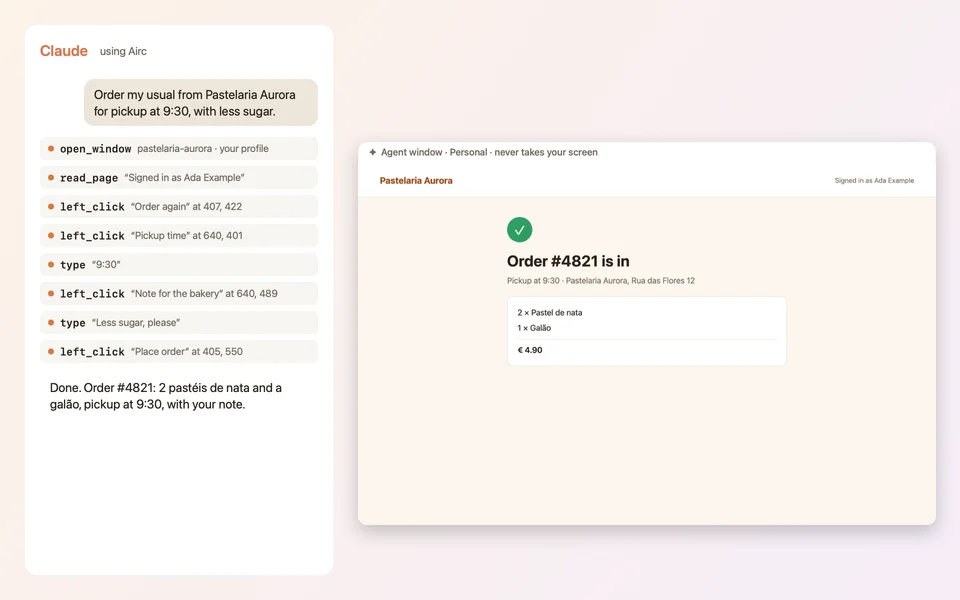 Claude using Airc
Order my usual from Pastelaria Aurora
for pickup at 9:30, with less sugar.
open_window pastelaria-aurora · your profile
read_page “Signed in as Ada Example”
left_click “Order again” at 407, 422
left_click “Pickup time” at 640, 401
type “9:30”
left_click “Note for the bakery” at 640, 489
type “Less sugar, please”
left_click “Place order” at 405, 550
Done. Order #4821: 2 pastéis de nata and a
galão, pickup at 9:30, with your note.
Agent window · Personal · never takes your screen
Pastelaria Aurora
Signed in as Ada Example
Order #4821 is in
Pickup at 9:30 · Pastelaria Aurora, Rua das Flores 12
2 × Pastel de nata
1 × Galão
€ 4.90